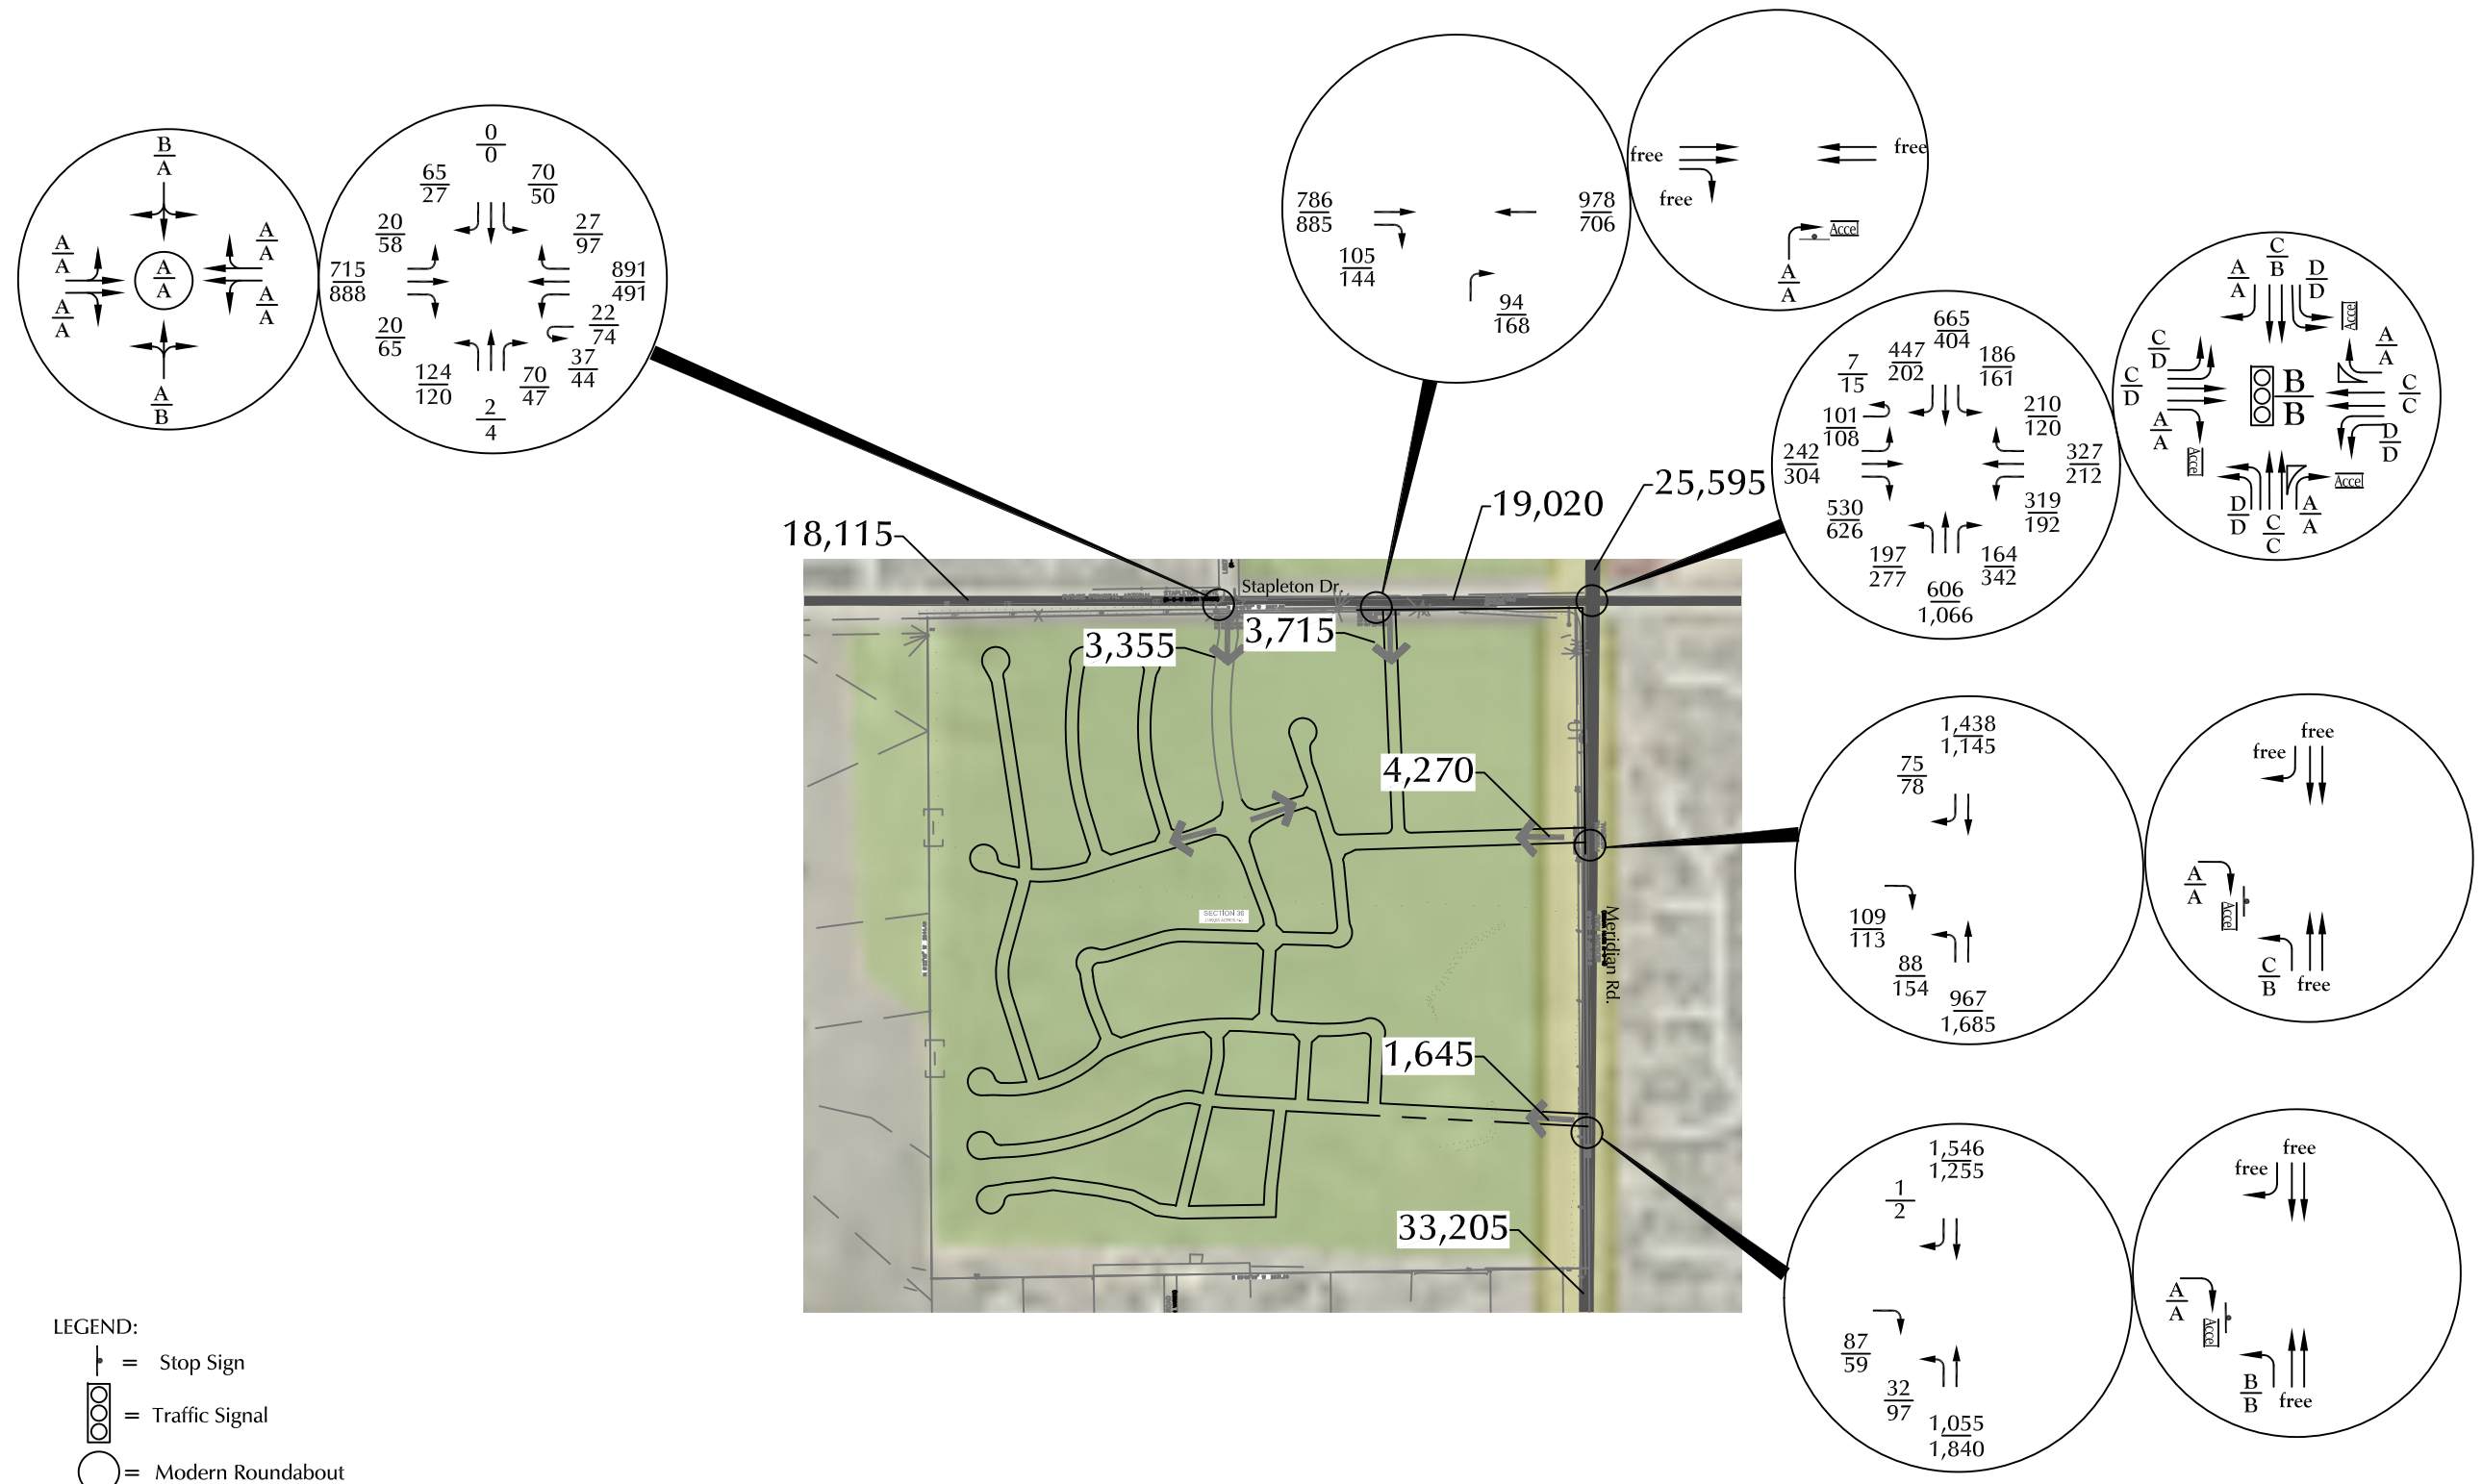 B
A
A
A
A
A
A
A
A
A
A
A
A
B
0
0
65
27
70
50
20
58
27
97
715
888
891
491
20
65
22
74
37
44
124
120
70
47
2
4
786
885
978
706
105
144
94
168
free
free
free
Accel
A
A
665
404
447
202
186
161
7
15
101
108
210
120
242
304
327
212
530
626
319
192
197
277
164
342
606
1,066
C
B
A
A
D
D
Accel
C
D
A
A
C
D
B
B
C
C
A
A
D
D
Accel
Accel
D
D
C
C
A
A
18,115
19,020
25,595
Stapleton Dr.
3,355
3,715
4,270
SECTION 36
Meridian Rd.
1,645
33,205
1,438
1,145
75
78
109
113
88
154
967
1,685
free
free
A
A
Accel
C
B
free
1,546
1,255
1
2
87
59
32
97
1,055
1,840
free
free
A
A
Accel
B
B
free
LEGEND:
= Stop Sign
= Traffic Signal
= Modern Roundabout